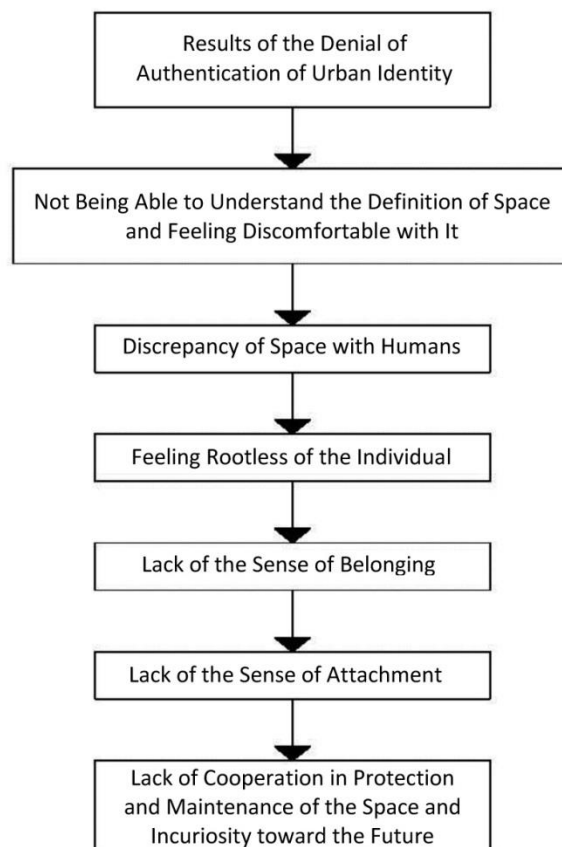 Results of the Denial of
Authentication of Urban Identity
Not Being Able to Understand the Definition of Space
and Feeling Discomfortable with It
Discrepancy of Space with Humans
Feeling Rootless of the Individual
Lack of the Sense of Belonging
Lack of the Sense of Attachment
Lack of Cooperation in Protection
and Maintenance of the Space and
Incuriosity toward the Future